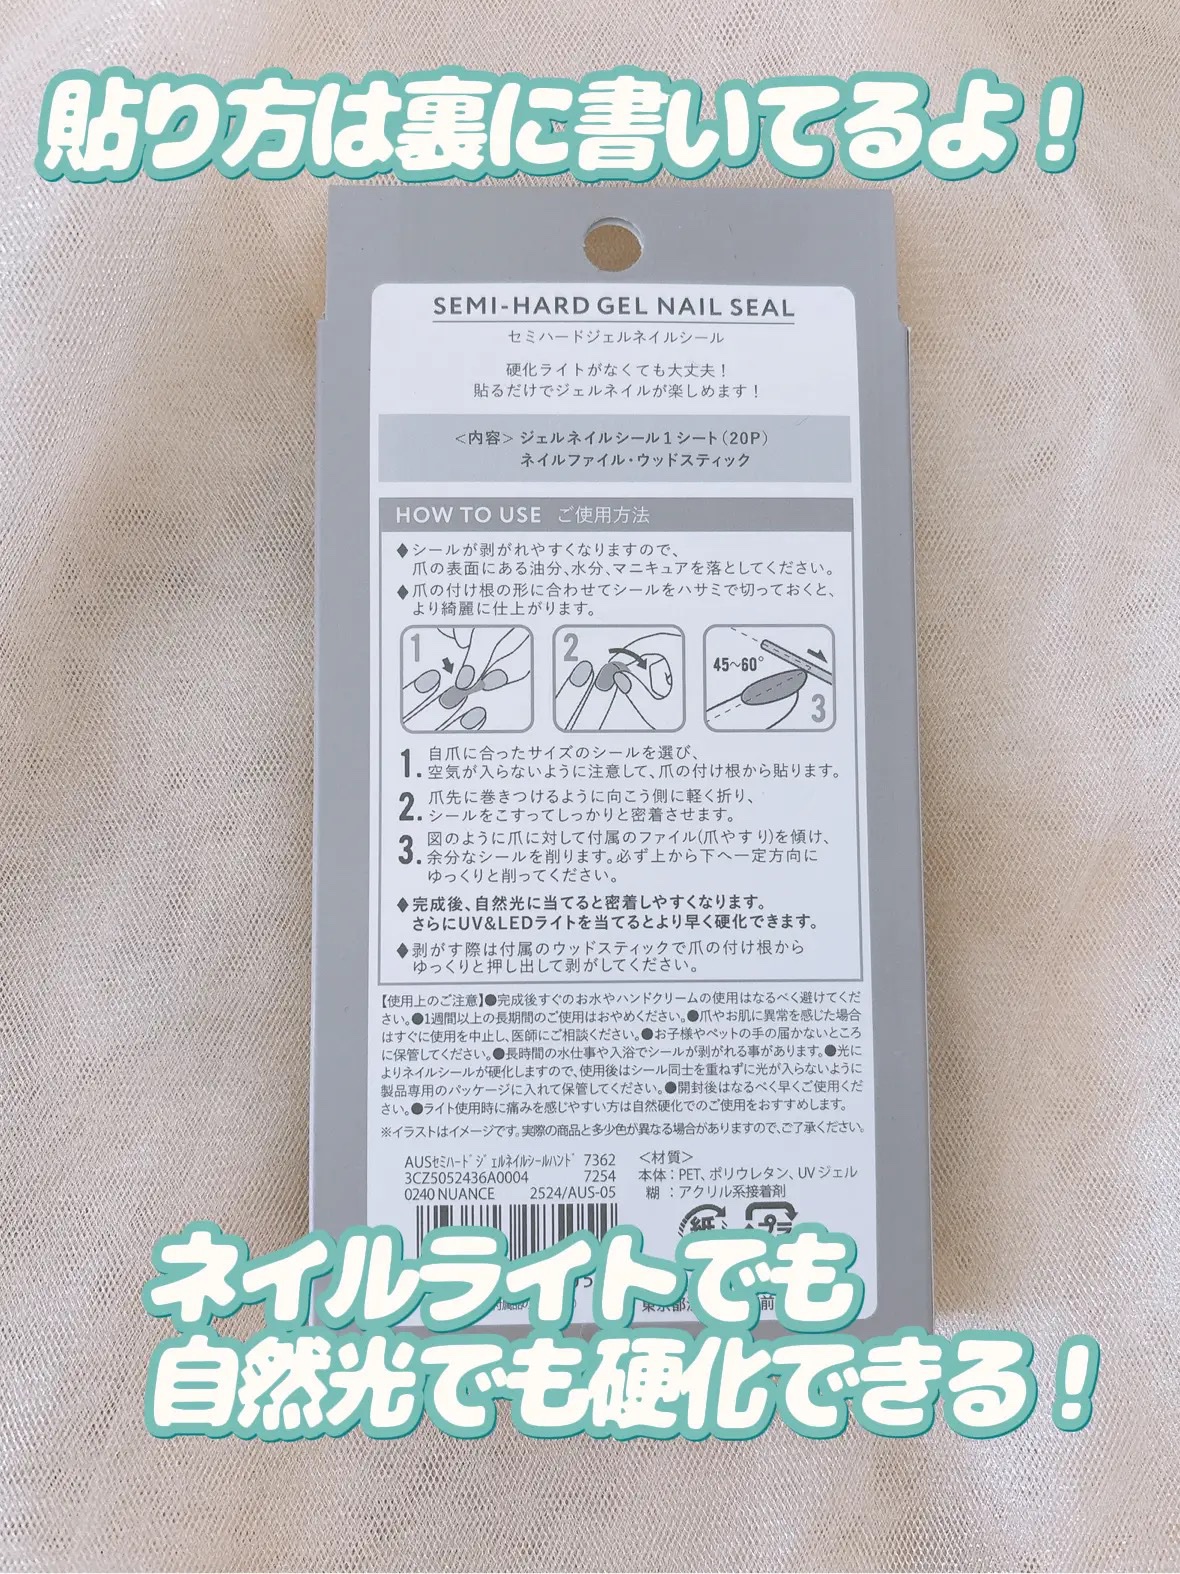 貼り方は裏に書いてるよ！
SEMI-HARD GEL NAIL SEAL
セミハードジェルネイルシール
硬化ライトがなくても大丈夫！
貼るだけでジェルネイルが楽しめます！
<内容> ジェルネイルシール1シート(20P)
ネイルファイル・ウッドスティック
HOW TO USE ご使用方法
♦シールが剥がれやすくなりますので、
爪の表面にある油分、水分、マニキュアを落としてください。
♦爪の付け根の形に合わせてシールをハサミで切っておくと、
より綺麗に仕上がります。
1 2 45~60° 3
1. 自爪に合ったサイズのシールを選び、
空気が入らないように注意して、爪の付け根から貼ります。
2. 爪先に巻きつけるように向こう側に軽く折り、
シールをこすってしっかりと密着させます。
3. 図のように爪に対して付属のファイル(爪やすり)を傾け、
余分なシールを削ります。必ず上から下へ一定方向に
ゆっくりと削ってください。
♦完成後、自然光に当てると密着しやすくなります。
さらにUV&LEDライトを当てるとより早く硬化できます。
♦剥がす際は付属のウッドスティックで爪の付け根から
ゆっくりと押し出して剥がしてください。
【使用上のご注意】●完成後すぐのお水やハンドクリームの使用はなるべく避けてくだ
さい。●1週間以上の長期間のご使用はおやめください。●爪やお肌に異常を感じた場合
はすぐに使用を中止し、医師にご相談ください。●お子様やペットの手の届かないところ
に保管してください。●長時間の水仕事や入浴でシールが剥がれる事があります。●光に
よりネイルシールが硬化しますので、使用後はシール同士を重ねずに光が入らないように
製品専用のパッケージに入れて保管してください。●開封後はなるべく早くご使用くだ
さい。●ライト使用時に痛みを感じやすい方は自然硬化でのご使用をおすすめします。
※イラストはイメージです。実際の商品と多少色が異なる場合がありますので、ご了承ください。
AUSｾﾐﾊｰﾄﾞｼﾞｪﾙﾈｲﾙｼｰﾙﾊﾝﾄﾞ 7362
3CZ5052436A0004 7254
0240 NUANCE 2524/AUS-05
<材質>
本体：PET、ポリウレタン、UVジェル
糊：アクリル系接着剤
紙 プラ
ネイルライトでも
自然光でも硬化できる！